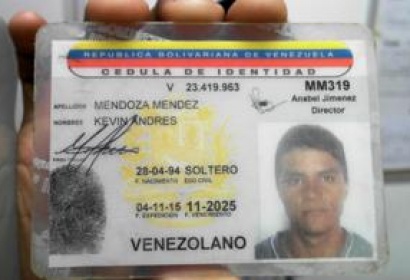 REPUBLICA BOLIVARIANA DE VENEZUELA
CEDULA DE IDENTIDAD
V 23.419.963
MM319
Anabel Jimenez
Director
APELLIDOS MENDOZA MENDEZ
NOMBRES KEVIN ANDRES
28-04-94 SOLTERO
F. NACIMIENTO EDO CIVIL
04-11-15 11-2025
F. EXPEDICION F. VENCIMIENTO
VENEZOLANO